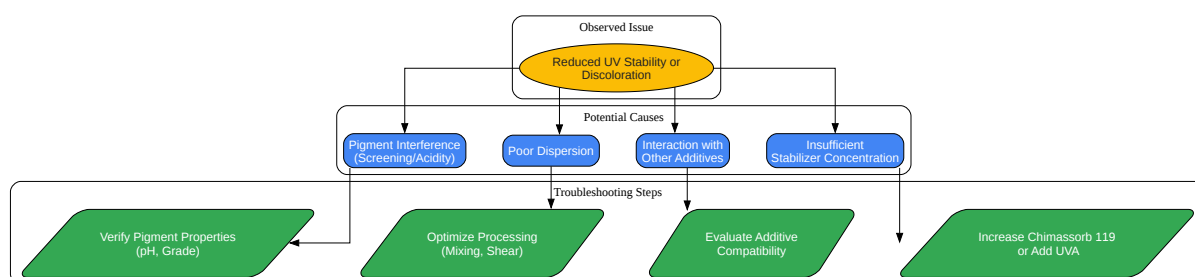 Observed Issue
Reduced UV Stability or
Discoloration
Potential Causes
Pigment Interference
(Screening/Acidity)
Poor Dispersion
Interaction with
Other Additives
Insufficient
Stabilizer Concentration
Troubleshooting Steps
Verify Pigment Properties
(pH, Grade)
Optimize Processing
(Mixing, Shear)
Evaluate Additive
Compatibility
Increase Chimassorb 119
or Add UVA